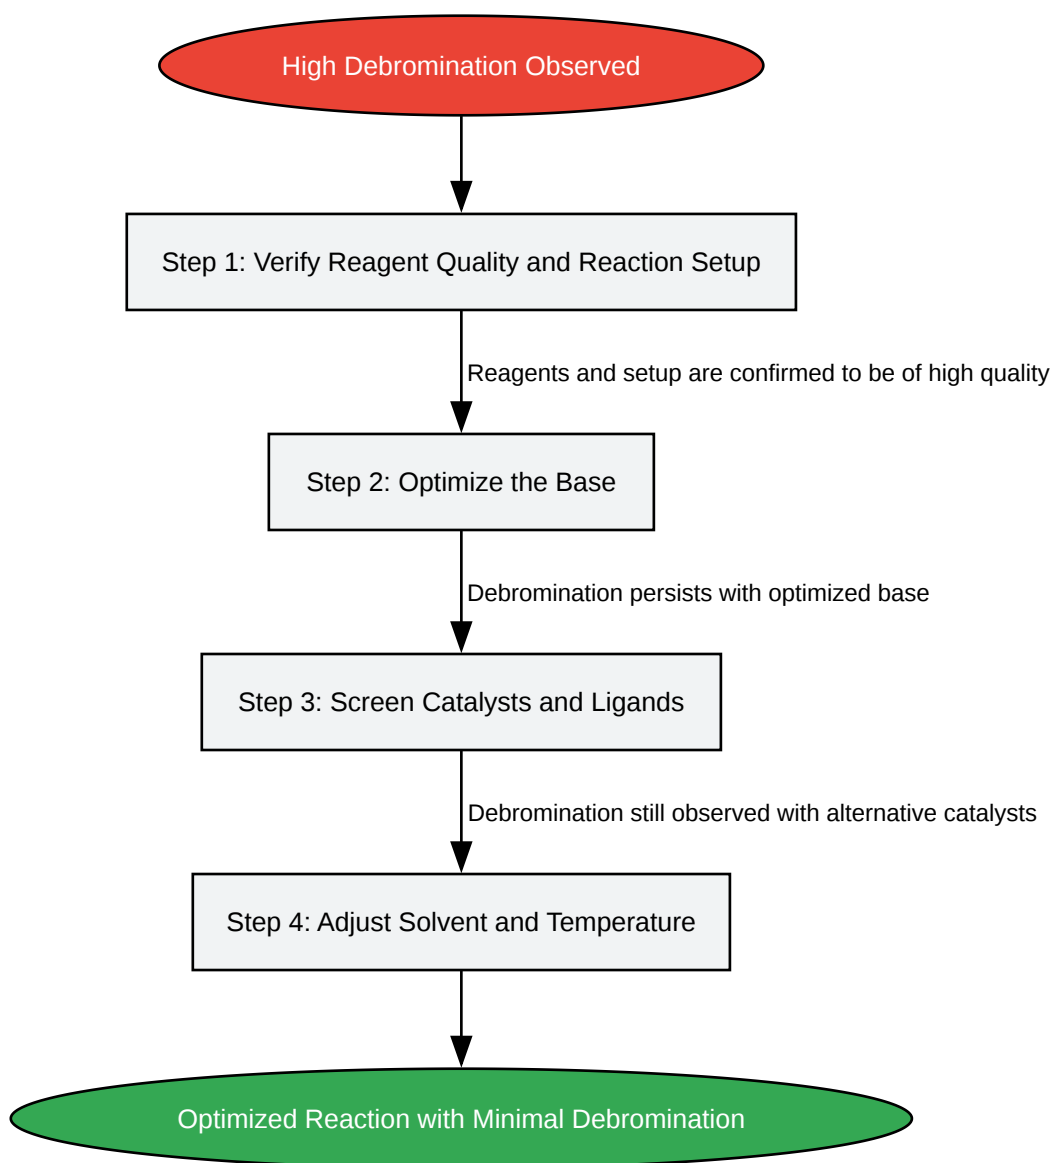 High Debromination Observed
Step 1: Verify Reagent Quality and Reaction Setup
Reagents and setup are confirmed to be of high quality
Step 2: Optimize the Base
Debromination persists with optimized base
Step 3: Screen Catalysts and Ligands
Debromination still observed with alternative catalysts
Step 4: Adjust Solvent and Temperature
Optimized Reaction with Minimal Debromination